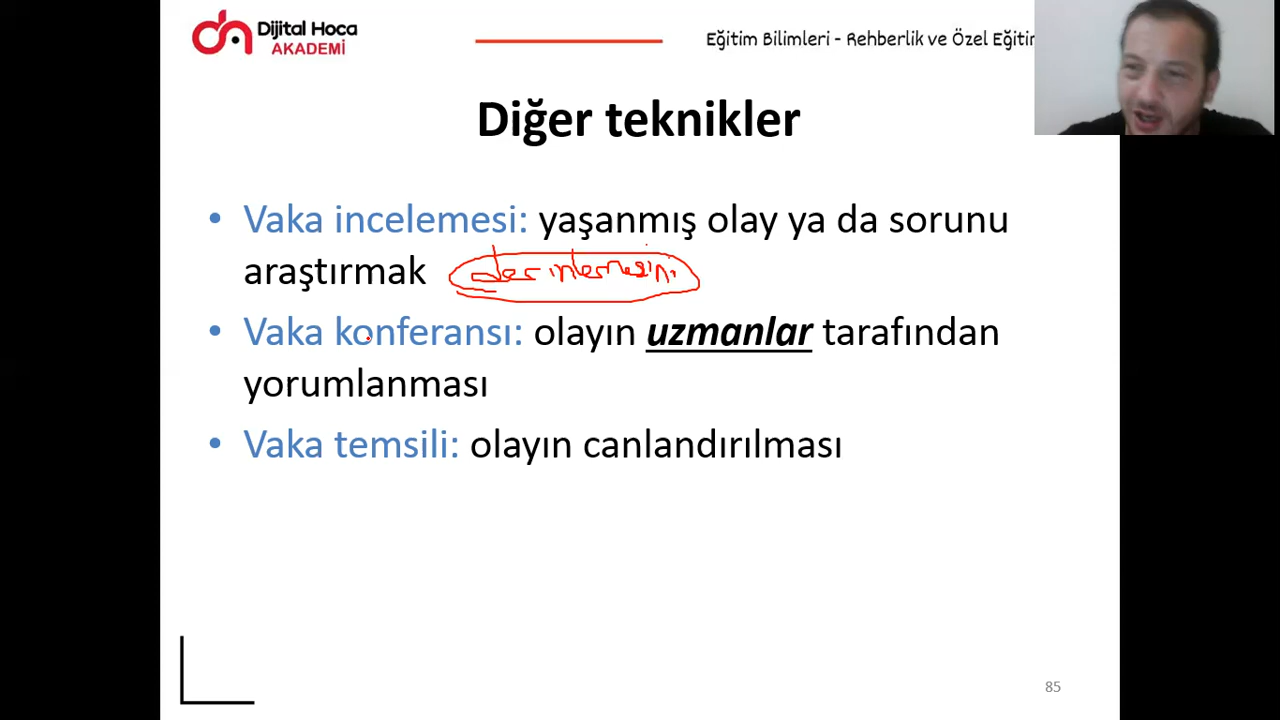 Dijital Hoca
AKADEMİ
Eğitim Bilimleri - Rehberlik ve Özel Eğitim
Diğer teknikler
• Vaka incelemesi: yaşanmış olay ya da sorunu
araştırmak derinlemesini
• Vaka konferansı: olayın uzmanlar tarafından
yorumlanması
• Vaka temsili: olayın canlandırılması
85